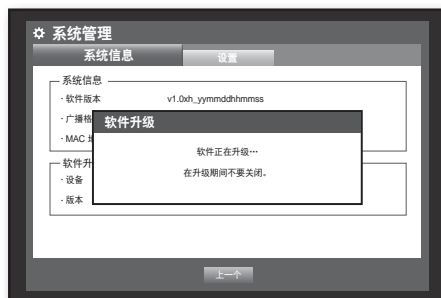 系统管理
系统信息 设置
系统信息
·软件版本 v1.0xh_yymmddhhmmss
·广播格
·MAC
软件升级
软件正在升级…
在升级期间不要关闭。
软件升
·设备
·版本
上一个